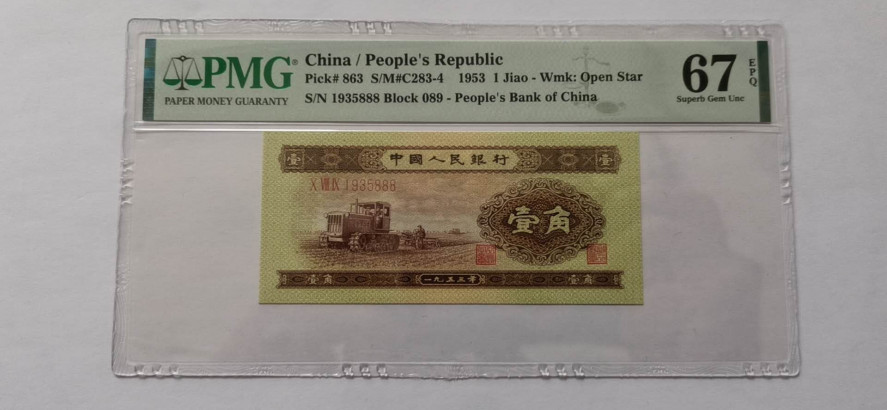 PMG
PAPER MONEY GUARANTY
China / People's Republic
Pick# 863 S/M#C283-4 1953 1 Jiao - Wmk: Open Star
S/N 1935888 Block 089 - People's Bank of China
67 EPQ
Superb Gem Unc
壹 中國人民銀行 壹
X VIII IX 1935888
壹角
壹角 一九五三年 壹角